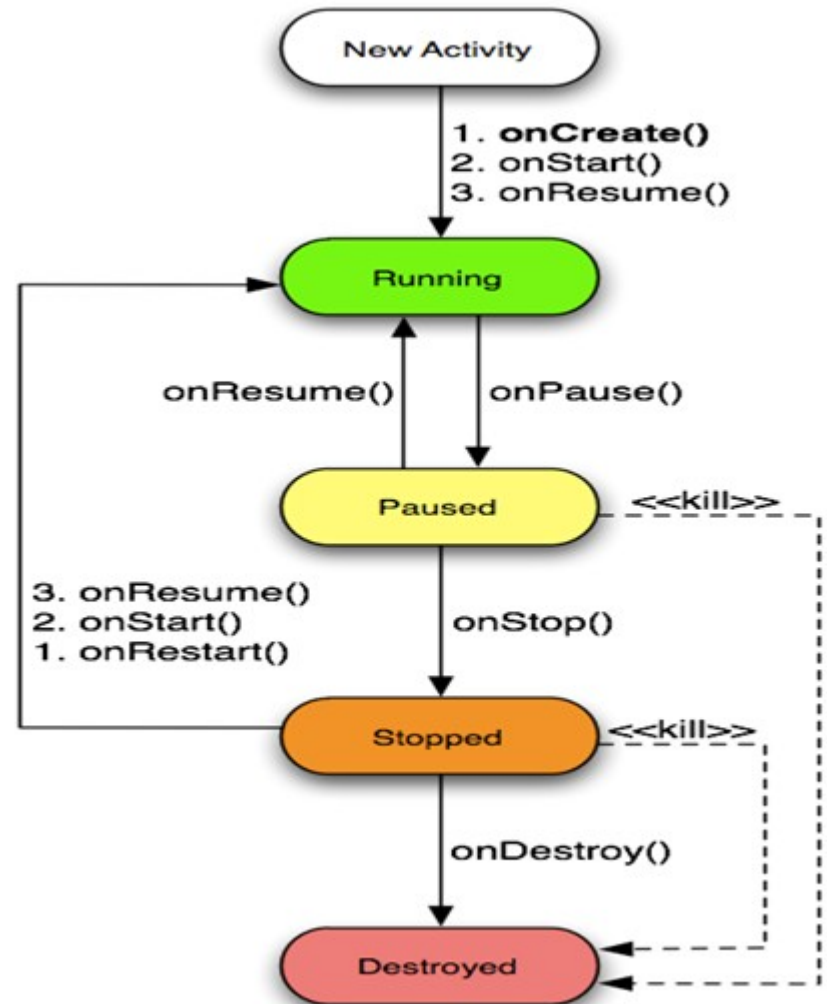 New Activity
1. onCreate()
2. onStart()
3. onResume()
Running
onResume()
onPause()
Paused
<<kill>>
3. onResume()
2. onStart()
1. onRestart()
onStop()
Stopped
<<kill>>
onDestroy()
Destroyed